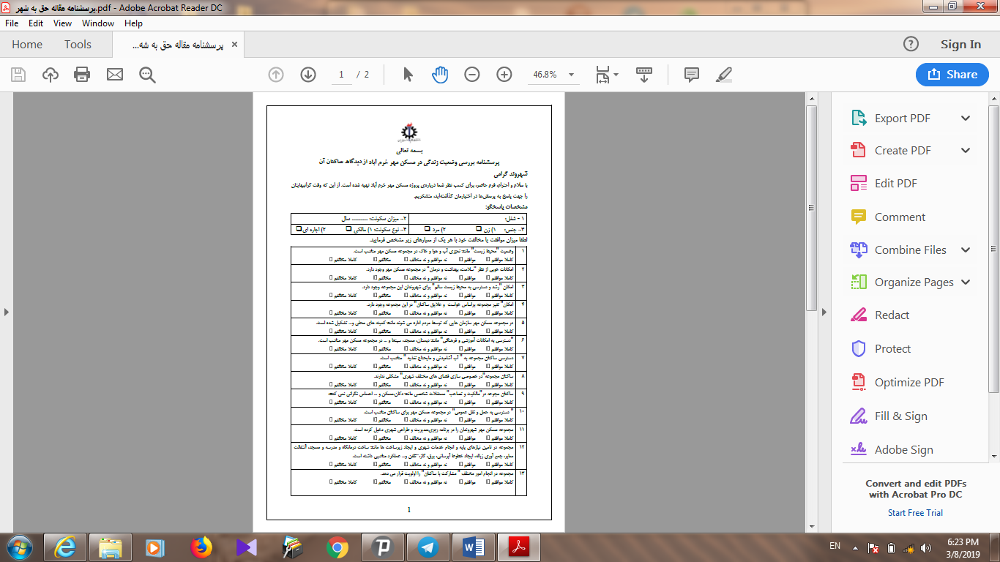 پرسشنامه مقاله حق به شهر.pdf - Adobe Acrobat Reader DC
File Edit View Window Help
Home Tools پرسشنامه مقاله حق به شه... × Sign In
1 / 2 46.8% Share
بسمه تعالی
پرسشنامه بررسی وضعیت زندگی در مسکن مهر خرم آباد از دیدگاه ساکنان آن
شهروند گرامی
با سلام و احترام، فرم حاضر، برای کسب نظر شما درباره‌ی پروژه مسکن مهر خرم آباد تهیه شده است. از این که وقت گرانبهایتان
را جهت پاسخ به پرسش‌ها در اختیارمان گذاشته‌اید، متشکریم.
مشخصات پاسخگو:
۱ - شغل: ۲- میزان سکونت: .......... سال
۳- جنس: ۱) زن ❑ ۲) مرد ❑ ۴- نوع سکونت: ۱) مالکی ❑ ۲) اجاره ای ❑
لطفا میزان موافقت یا مخالفت خود با هر یک از معیارهای زیر مشخص فرمایید.
۱ وضعیت "محیط زیست" مانند تمیزی آب و هوا و خاک در مجموعه مسکن مهر مناسب است.
کاملا موافقم موافقم نه موافقم و نه مخالف مخالفم کاملا مخالفم
۲ امکانات خوبی از نظر "سلامت، بهداشت و درمان" در مجموعه مسکن مهر وجود دارد.
کاملا موافقم موافقم نه موافقم و نه مخالف مخالفم کاملا مخالفم
۳ امکان "رشد و دسترسی به محیط زیست سالم" برای شهروندان این مجموعه وجود دارد.
کاملا موافقم موافقم نه موافقم و نه مخالف مخالفم کاملا مخالفم
۴ امکان" تغییر مجموعه براساس خواست و علایق ساکنان" در این مجموعه وجود دارد.
کاملا موافقم موافقم نه موافقم و نه مخالف مخالفم کاملا مخالفم
۵ در مجموعه مسکن مهر سازمان هایی که توسط مردم اداره می شوند مانند کمیته های محلی و... تشکیل شده است.
کاملا موافقم موافقم نه موافقم و نه مخالف مخالفم کاملا مخالفم
۶ "دسترسی به امکانات آموزشی و فرهنگی" مانند دبستان، مسجد، سینما و ... در مجموعه مسکن مهر مناسب است.
کاملا موافقم موافقم نه موافقم و نه مخالف مخالفم کاملا مخالفم
۷ دسترسی ساکنان مجموعه به " آب آشامیدنی و مایحتاج تغذیه " مناسب است.
کاملا موافقم موافقم نه موافقم و نه مخالف مخالفم کاملا مخالفم
۸ ساکنان مجموعه"در خصوصی سازی فضای های مختلف شهری" مشکلی ندارند.
کاملا موافقم موافقم نه موافقم و نه مخالف مخالفم کاملا مخالفم
۹ ساکنان مجموعه در"مالکیت و تصاحب" مستغلات شخصی مانند دکان،مسکن و ... احساس نگرانی نمی کنند.
کاملا موافقم موافقم نه موافقم و نه مخالف مخالفم کاملا مخالفم
۱۰ " دسترسی به حمل و نقل عمومی" در مجموعه مسکن مهر برای ساکنان مناسب است.
کاملا موافقم موافقم نه موافقم و نه مخالف مخالفم کاملا مخالفم
۱۱ مجموعه مسکن مهر شهروندان را در برنامه ریزی،مدیریت و طراحی شهری دخیل کرده است.
کاملا موافقم موافقم نه موافقم و نه مخالف مخالفم کاملا مخالفم
۱۲ مجموعه در تامین نیازهای پایه و انجام خدمات شهری و ایجاد زیرساخت ها مانند ساخت درمانگاه و مدرسه و مسجد، آسفالت
معابر، جمع آوری زباله، ایجاد خطوط آبرسانی، برق، گاز، تلفن و... عملکرد مناسبی داشته است.
کاملا موافقم موافقم نه موافقم و نه مخالف مخالفم کاملا مخالفم
۱۳ مجموعه در انجام امور مختلف " مشارکت با ساکنان" را اولویت قرار می دهد.
کاملا موافقم موافقم نه موافقم و نه مخالف مخالفم کاملا مخالفم
1
Export PDF
Create PDF
Edit PDF
Comment
Combine Files
Organize Pages
Redact
Protect
Optimize PDF
Fill & Sign
Adobe Sign
Convert and edit PDFs
with Acrobat Pro DC
Start Free Trial
EN 6:23 PM
3/8/2019